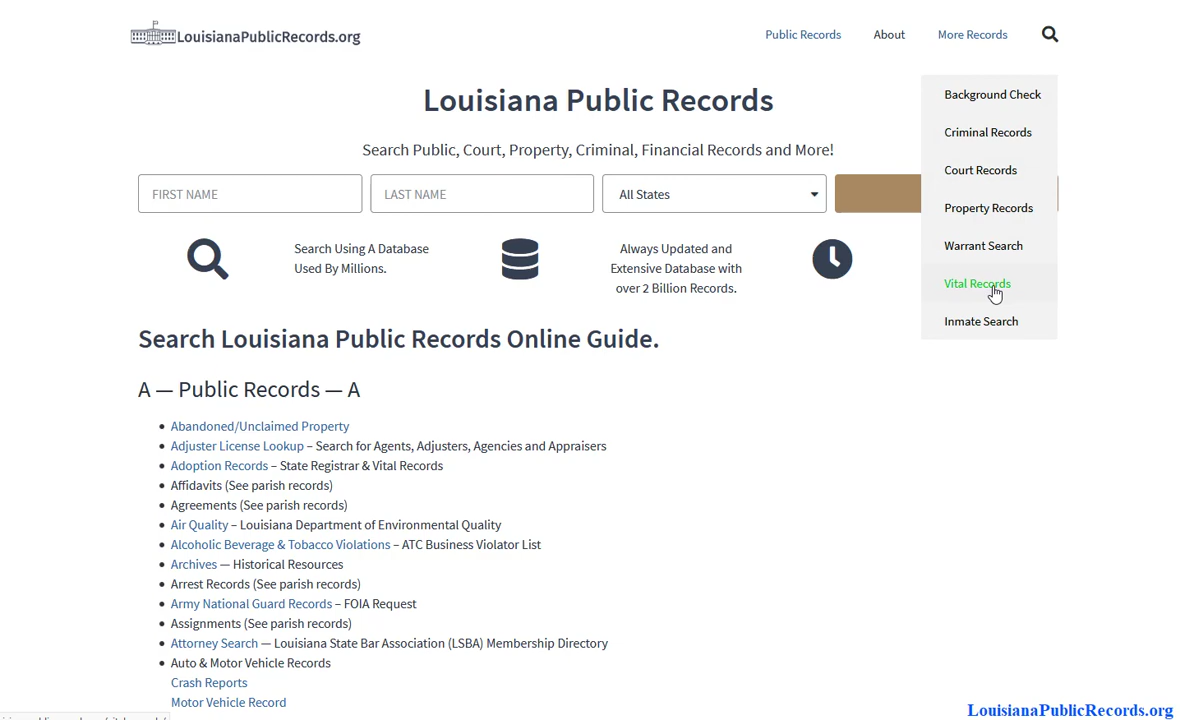 LouisianaPublicRecords.org
Public Records
About
More Records
Background Check
Criminal Records
Court Records
Property Records
Warrant Search
Vital Records
Inmate Search
Louisiana Public Records
Search Public, Court, Property, Criminal, Financial Records and More!
FIRST NAME
LAST NAME
All States
Search Using A Database
Used By Millions.
Always Updated and
Extensive Database with
over 2 Billion Records.
Search Louisiana Public Records Online Guide.
A — Public Records — A
Abandoned/Unclaimed Property
Adjuster License Lookup – Search for Agents, Adjusters, Agencies and Appraisers
Adoption Records – State Registrar & Vital Records
Affidavits (See parish records)
Agreements (See parish records)
Air Quality – Louisiana Department of Environmental Quality
Alcoholic Beverage & Tobacco Violations – ATC Business Violator List
Archives — Historical Resources
Arrest Records (See parish records)
Army National Guard Records – FOIA Request
Assignments (See parish records)
Attorney Search — Louisiana State Bar Association (LSBA) Membership Directory
Auto & Motor Vehicle Records
Crash Reports
Motor Vehicle Record
LouisianaPublicRecords.org